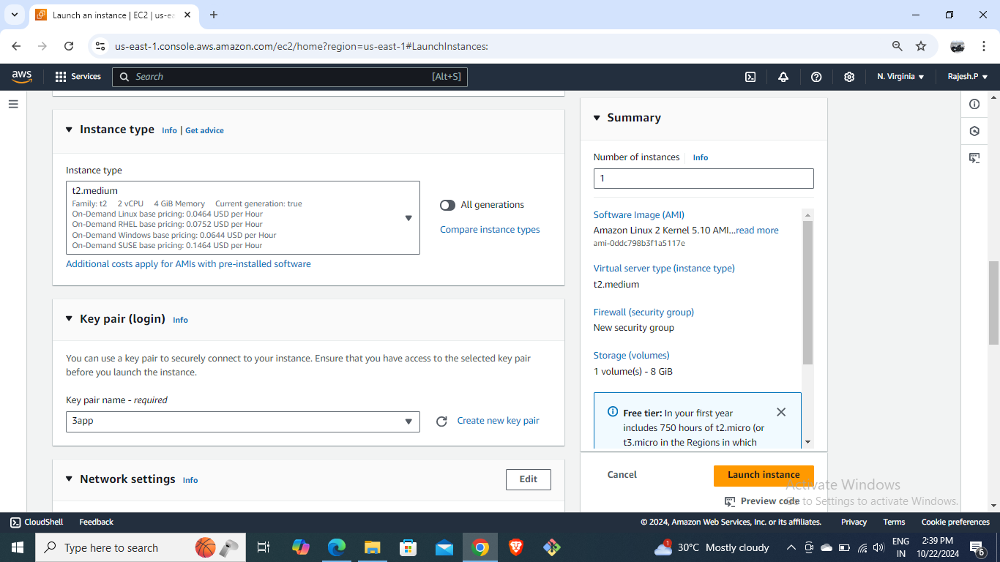 Launch an instance | EC2 | us-ea
us-east-1.console.aws.amazon.com/ec2/home?region=us-east-1#LaunchInstances:
aws
Services
Search
[Alt+S]
N. Virginia
Rajesh.P
Instance type
Info | Get advice
Instance type
t2.medium
Family: t2 2 vCPU 4 GiB Memory Current generation: true
On-Demand Linux base pricing: 0.0464 USD per Hour
On-Demand RHEL base pricing: 0.0752 USD per Hour
On-Demand Windows base pricing: 0.0644 USD per Hour
On-Demand SUSE base pricing: 0.1464 USD per Hour
All generations
Compare instance types
Additional costs apply for AMIs with pre-installed software
Key pair (login)
Info
You can use a key pair to securely connect to your instance. Ensure that you have access to the selected key pair
before you launch the instance.
Key pair name - required
3app
Create new key pair
Network settings
Info
Edit
Summary
Number of instances
Info
1
Software Image (AMI)
Amazon Linux 2 Kernel 5.10 AMI...read more
ami-0ddc798b3f1a5117e
Virtual server type (instance type)
t2.medium
Firewall (security group)
New security group
Storage (volumes)
1 volume(s) - 8 GiB
Free tier: In your first year
includes 750 hours of t2.micro (or
t3.micro in the Regions in which
Cancel
Launch instance
Preview code
Activate Windows
Go to Settings to activate Windows.
CloudShell
Feedback
© 2024, Amazon Web Services, Inc. or its affiliates.
Privacy
Terms
Cookie preferences
Type here to search
1
30°C Mostly cloudy
ENG
IN
2:39 PM
10/22/2024
6